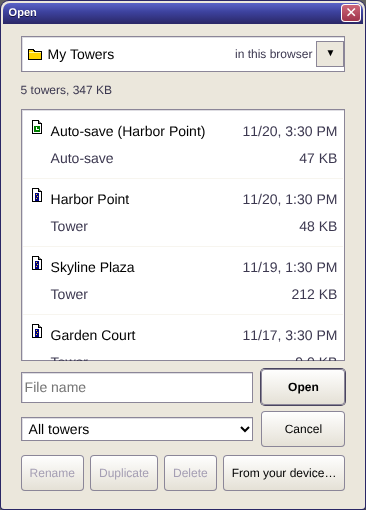 Open
My Towers in this browser
5 towers, 347 KB
Auto-save (Harbor Point) 11/20, 3:30 PM
Auto-save 47 KB
Harbor Point 11/20, 1:30 PM
Tower 48 KB
Skyline Plaza 11/19, 1:30 PM
Tower 212 KB
Garden Court 11/17, 3:30 PM
File name Open
All towers Cancel
Rename Duplicate Delete From your device…